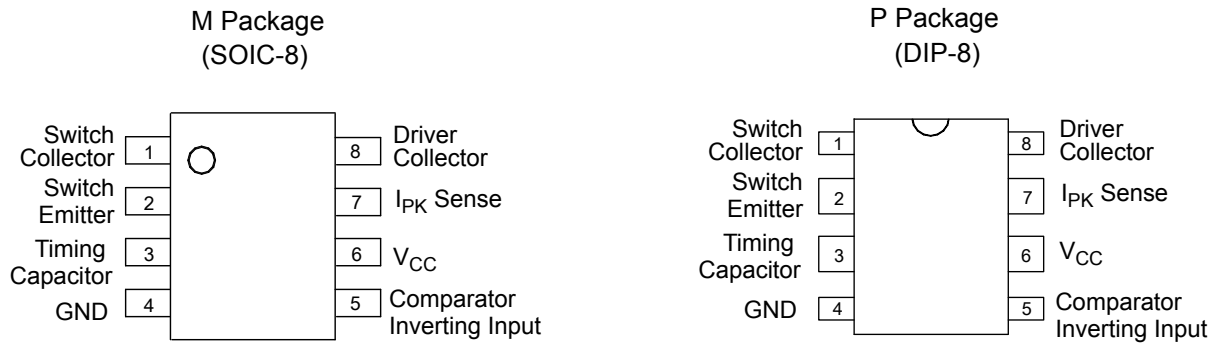 M Package
(SOIC-8)
Switch
Collector
1
8
Driver
Collector
Switch
Emitter
2
7
IPK Sense
Timing
Capacitor
3
6
VCC
GND
4
5
Comparator
Inverting Input
P Package
(DIP-8)
Switch
Collector
1
8
Driver
Collector
Switch
Emitter
2
7
IPK Sense
Timing
Capacitor
3
6
VCC
GND
4
5
Comparator
Inverting Input